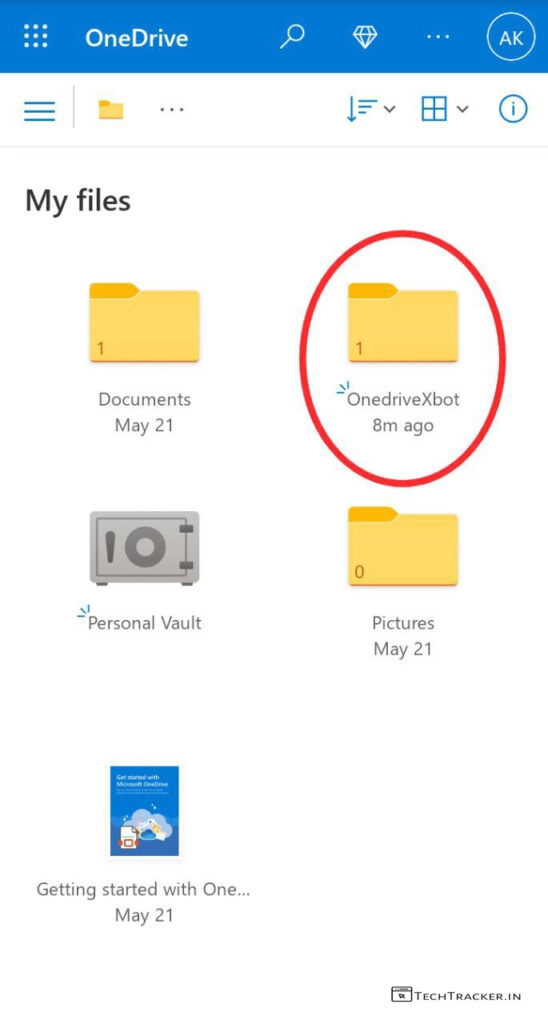 OneDrive
AK
My files
1
1
Documents
OnedriveXbot
May 21
8m ago
0
Personal Vault
Pictures
May 21
Get started with
Microsoft OneDrive
Getting started with One...
May 21
TECHTRACKER.IN